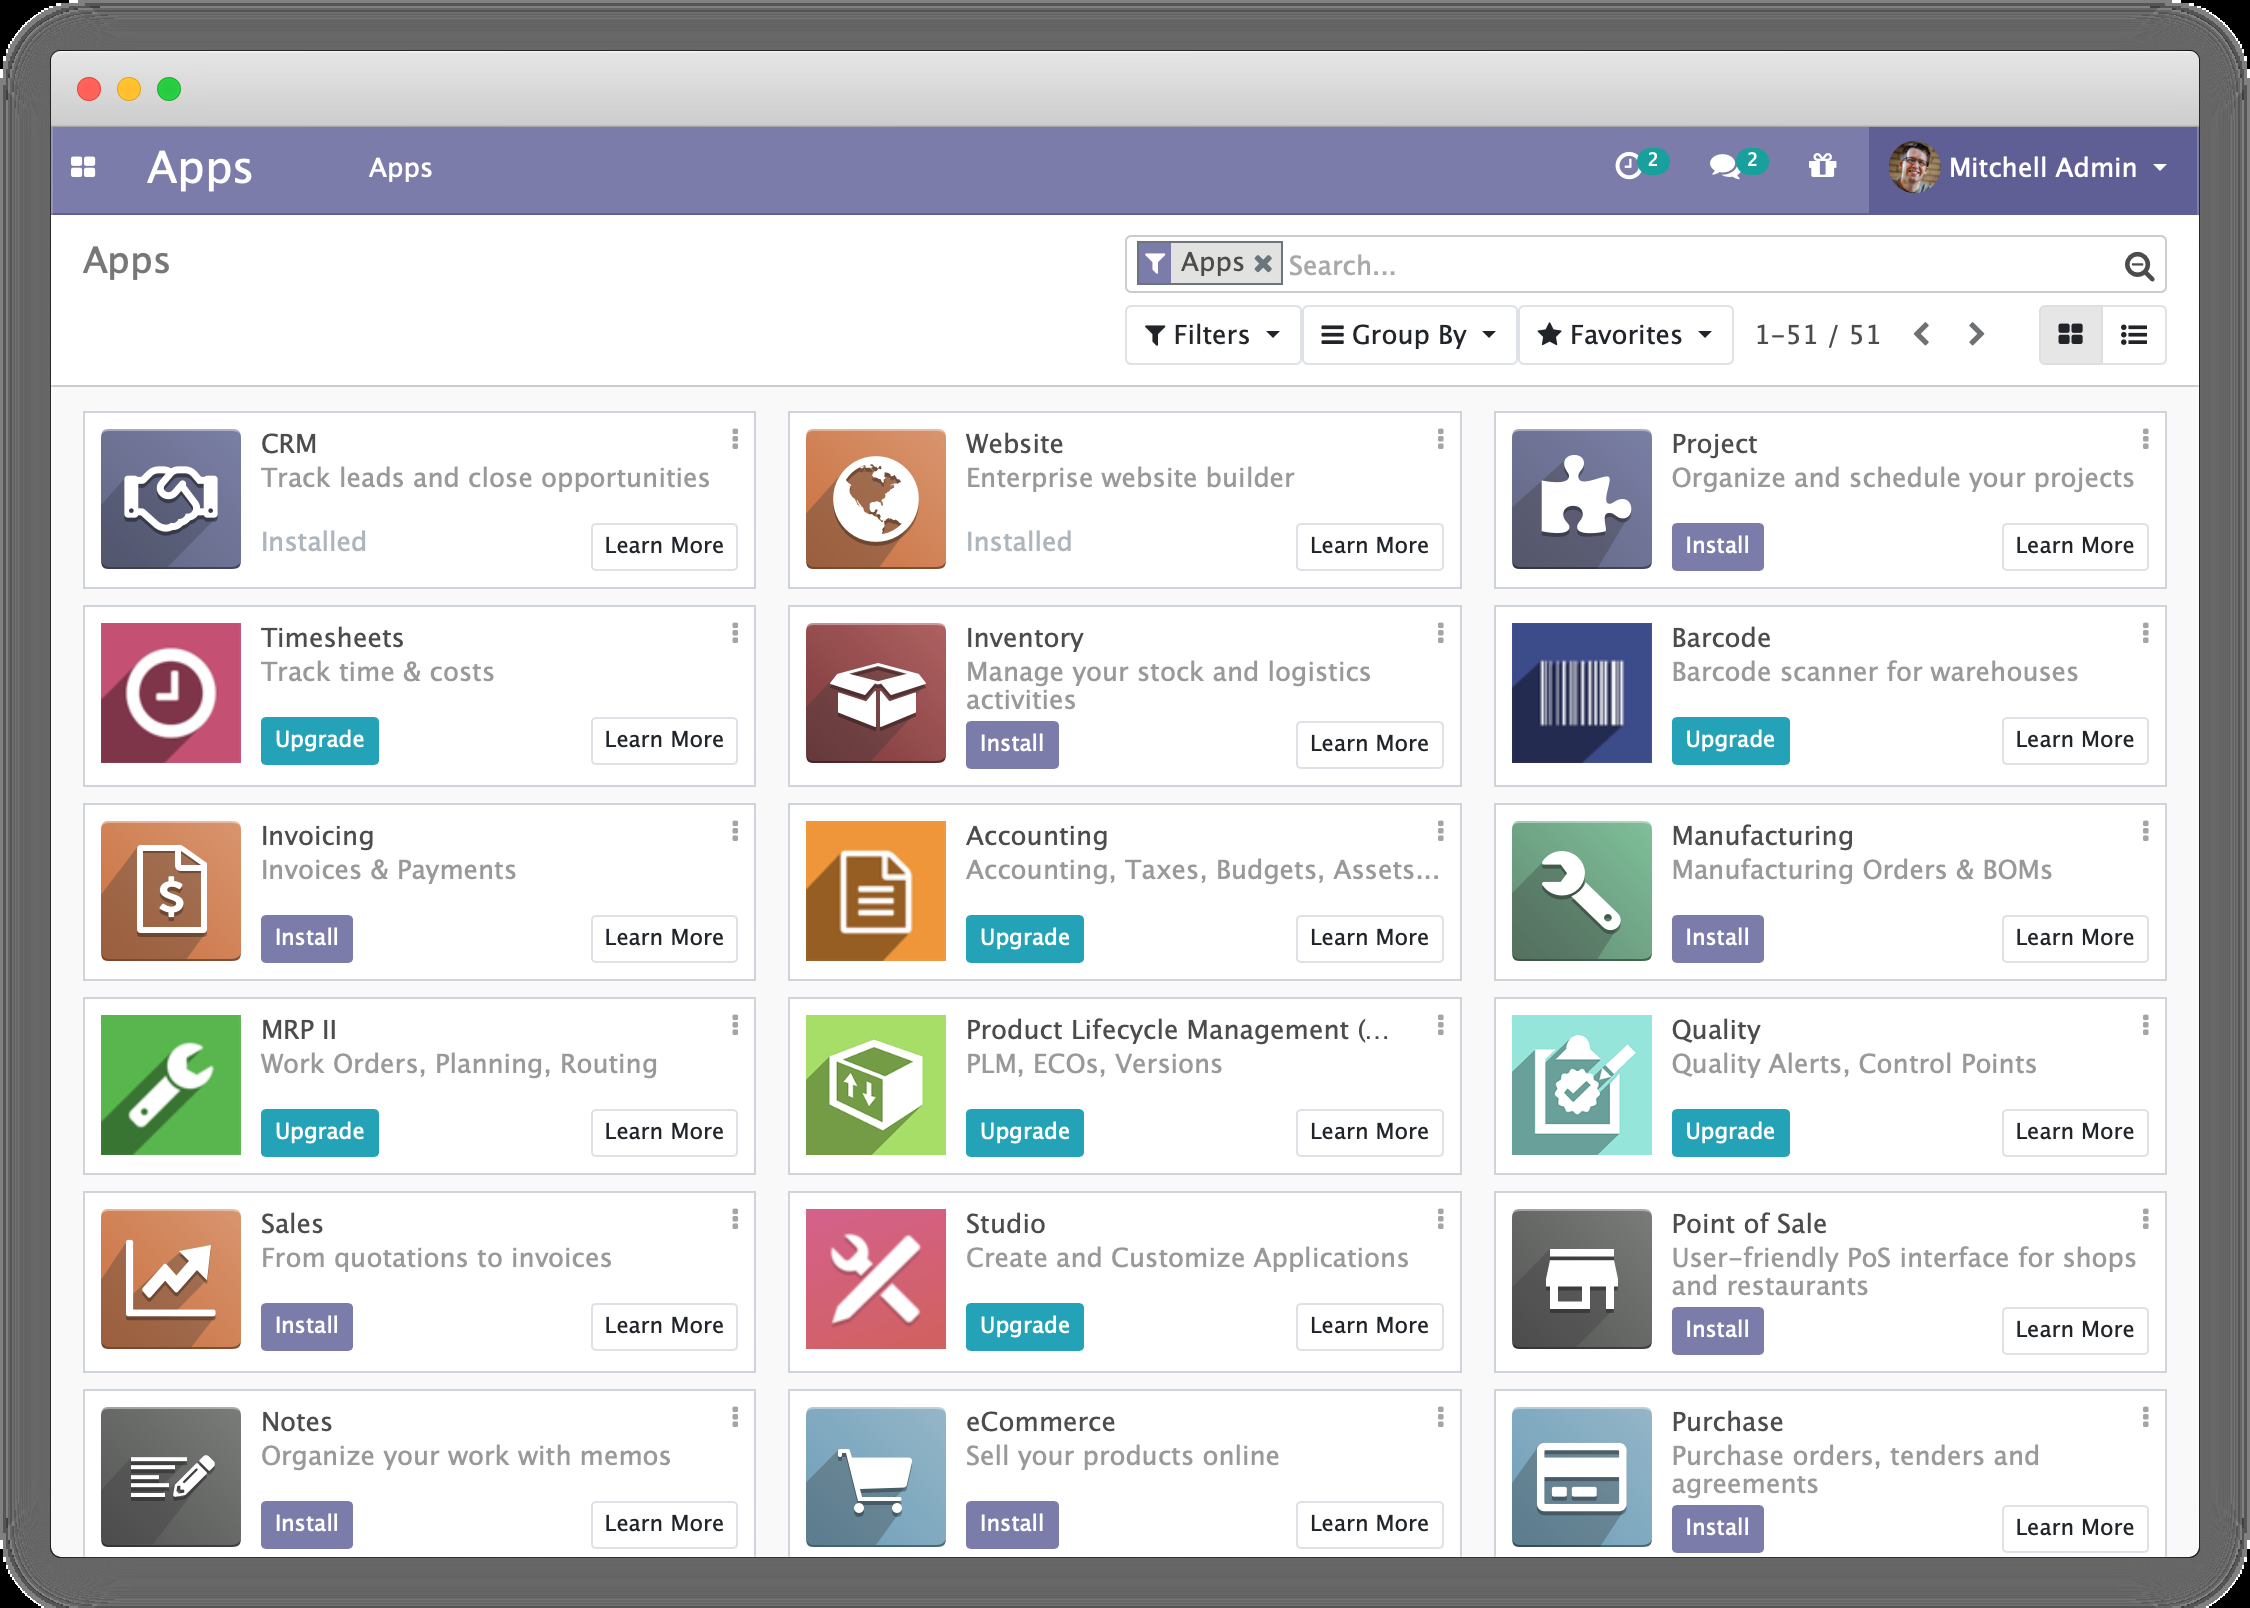 Apps Apps 2 2 Mitchell Admin
Apps
Apps Search...
Filters Group By Favorites 1-51 / 51
CRM
Track leads and close opportunities
Installed Learn More
Website
Enterprise website builder
Installed Learn More
Project
Organize and schedule your projects
Install Learn More
Timesheets
Track time & costs
Upgrade Learn More
Inventory
Manage your stock and logistics
activities
Install Learn More
Barcode
Barcode scanner for warehouses
Upgrade Learn More
Invoicing
Invoices & Payments
Install Learn More
Accounting
Accounting, Taxes, Budgets, Assets...
Upgrade Learn More
Manufacturing
Manufacturing Orders & BOMs
Install Learn More
MRP II
Work Orders, Planning, Routing
Upgrade Learn More
Product Lifecycle Management (...
PLM, ECOs, Versions
Upgrade Learn More
Quality
Quality Alerts, Control Points
Upgrade Learn More
Sales
From quotations to invoices
Install Learn More
Studio
Create and Customize Applications
Upgrade Learn More
Point of Sale
User-friendly PoS interface for shops
and restaurants
Install Learn More
Notes
Organize your work with memos
Install Learn More
eCommerce
Sell your products online
Install Learn More
Purchase
Purchase orders, tenders and
agreements
Install Learn More